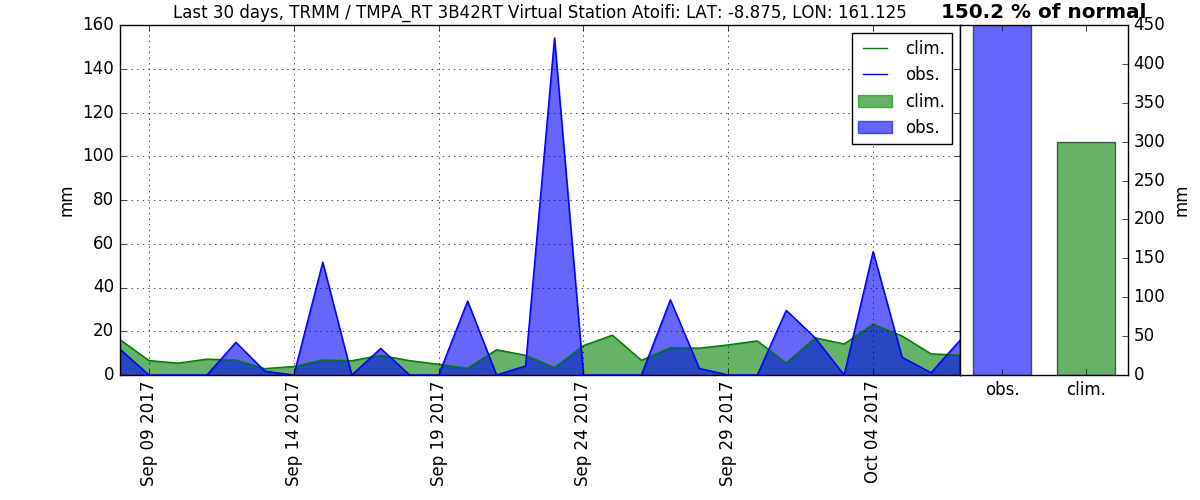 Last 30 days, TRMM / TMPA_RT 3B42RT Virtual Station Atoifi: LAT: -8.875, LON: 161.125
150.2 % of normal
160
140
120
100
80
60
40
20
0
mm
clim.
obs.
clim.
obs.
450
400
350
300
250
200
150
100
50
0
mm
Sep 09 2017
Sep 14 2017
Sep 19 2017
Sep 24 2017
Sep 29 2017
Oct 04 2017
obs.
clim.